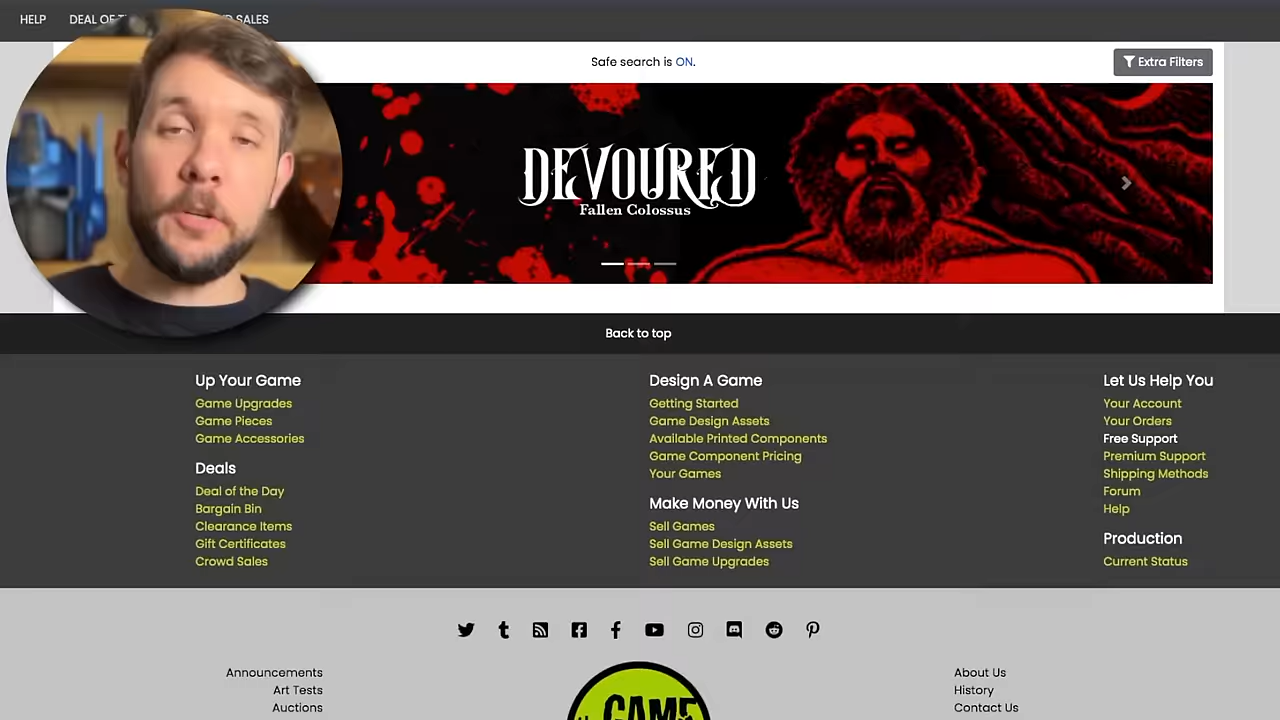 HELP
DEAL OF
SALES
Safe search is ON.
Extra Filters
DEVOURED
Fallen Colossus
Back to top
Up Your Game
Game Upgrades
Game Pieces
Game Accessories
Deals
Deal of the Day
Bargain Bin
Clearance Items
Gift Certificates
Crowd Sales
Design A Game
Getting Started
Game Design Assets
Available Printed Components
Game Component Pricing
Your Games
Make Money With Us
Sell Games
Sell Game Design Assets
Sell Game Upgrades
Let Us Help You
Your Account
Your Orders
Free Support
Premium Support
Shipping Methods
Forum
Help
Production
Current Status
Announcements
Art Tests
Auctions
GAME
About Us
History
Contact Us